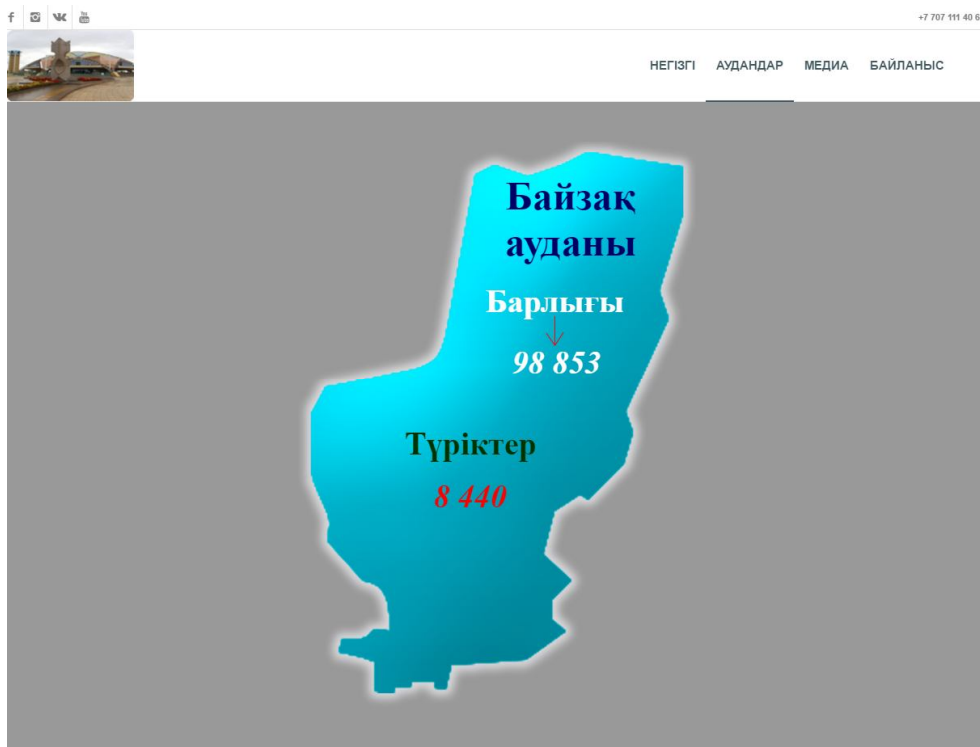 +7 707 111 40 6
НЕГІЗГІ АУДАНДАР МЕДИА БАЙЛАНЫС
Байзақ
ауданы
Барлығы
98 853
Түріктер
8 440